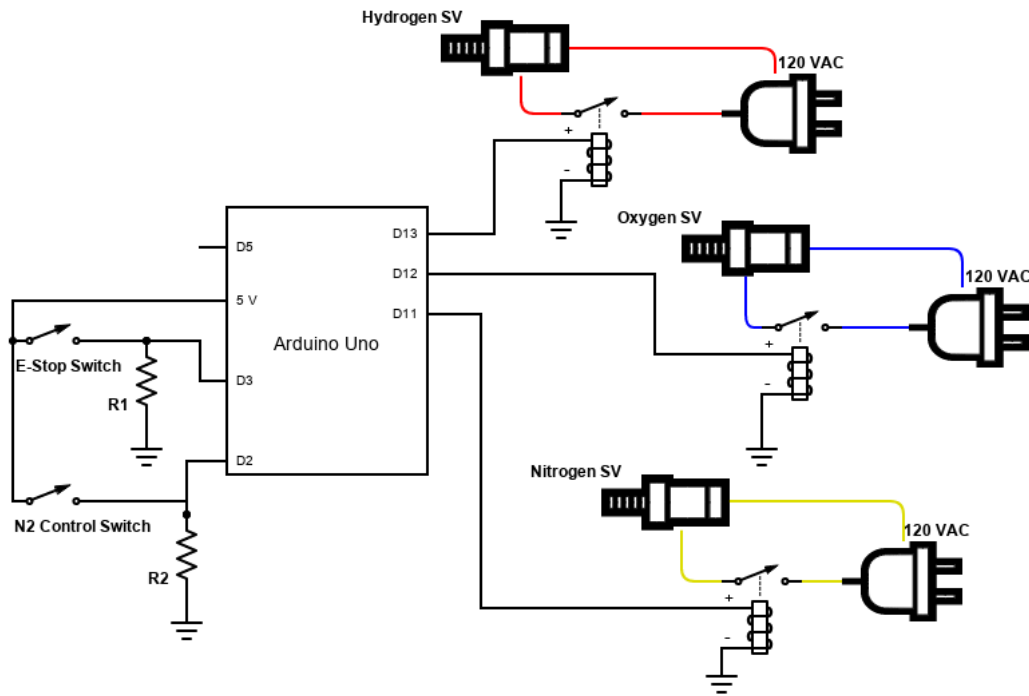 Hydrogen SV
120 VAC
+
-
Oxygen SV
120 VAC
+
-
D13
D5
D12
5 V
D11
Arduino Uno
E-Stop Switch
D3
R1
D2
N2 Control Switch
R2
Nitrogen SV
120 VAC
+
-